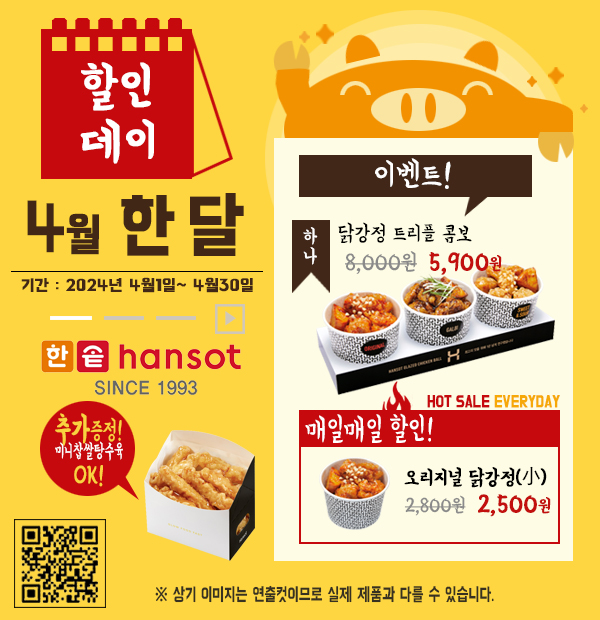 할인
데이
4월 한 달
기간 : 2024년 4월1일~ 4월30일
한솥 hansot
SINCE 1993
추가증정!
미니찹쌀탕수육
OK!
이벤트!
하나
닭강정 트리플 콤보
8,000원 5,900원
ORIGINAL
GALBI
HANSOT GLAZED CHICKEN BALL
H
HOT SALE EVERYDAY
매일매일 할인!
오리지널 닭강정(小)
2,800원 2,500원
※ 상기 이미지는 연출컷이므로 실제 제품과 다를 수 있습니다.